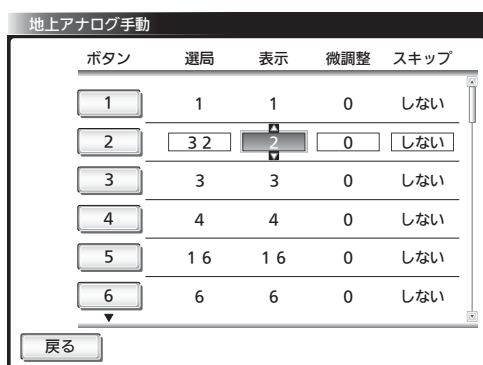 地上アナログ手動
ボタン 選局 表示 微調整 スキップ
1 1 1 0 しない
2 32 2 0 しない
3 3 3 0 しない
4 4 4 0 しない
5 16 16 0 しない
6 6 6 0 しない
戻る